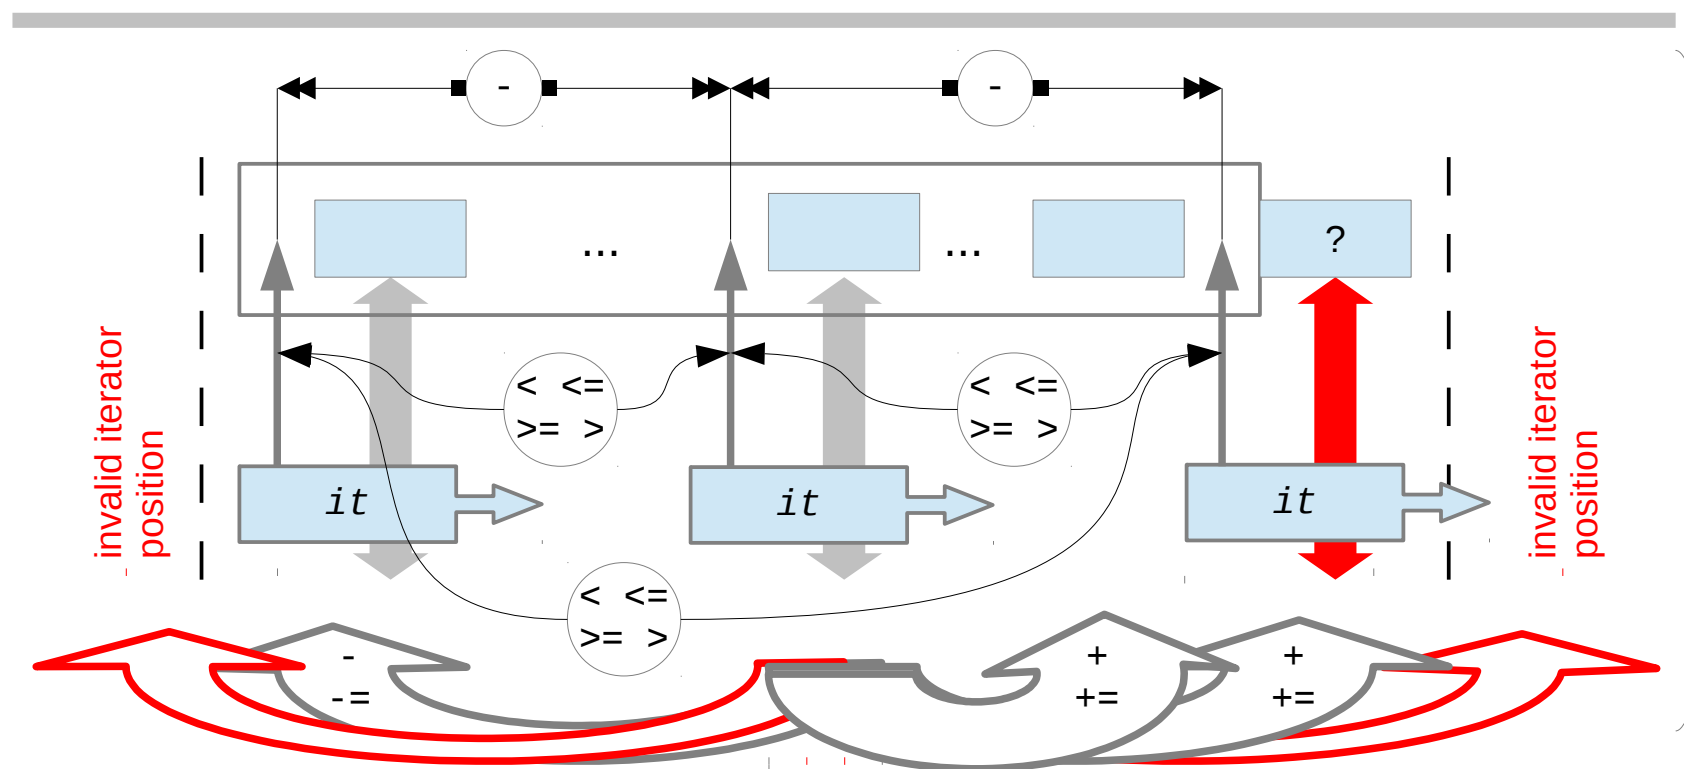 -
-
... ... ?
invalid iterator
position
< <=
>= >
< <=
>= >
it
it
it
invalid iterator
position
< <=
>= >
-
-=
+
+=
+
+=